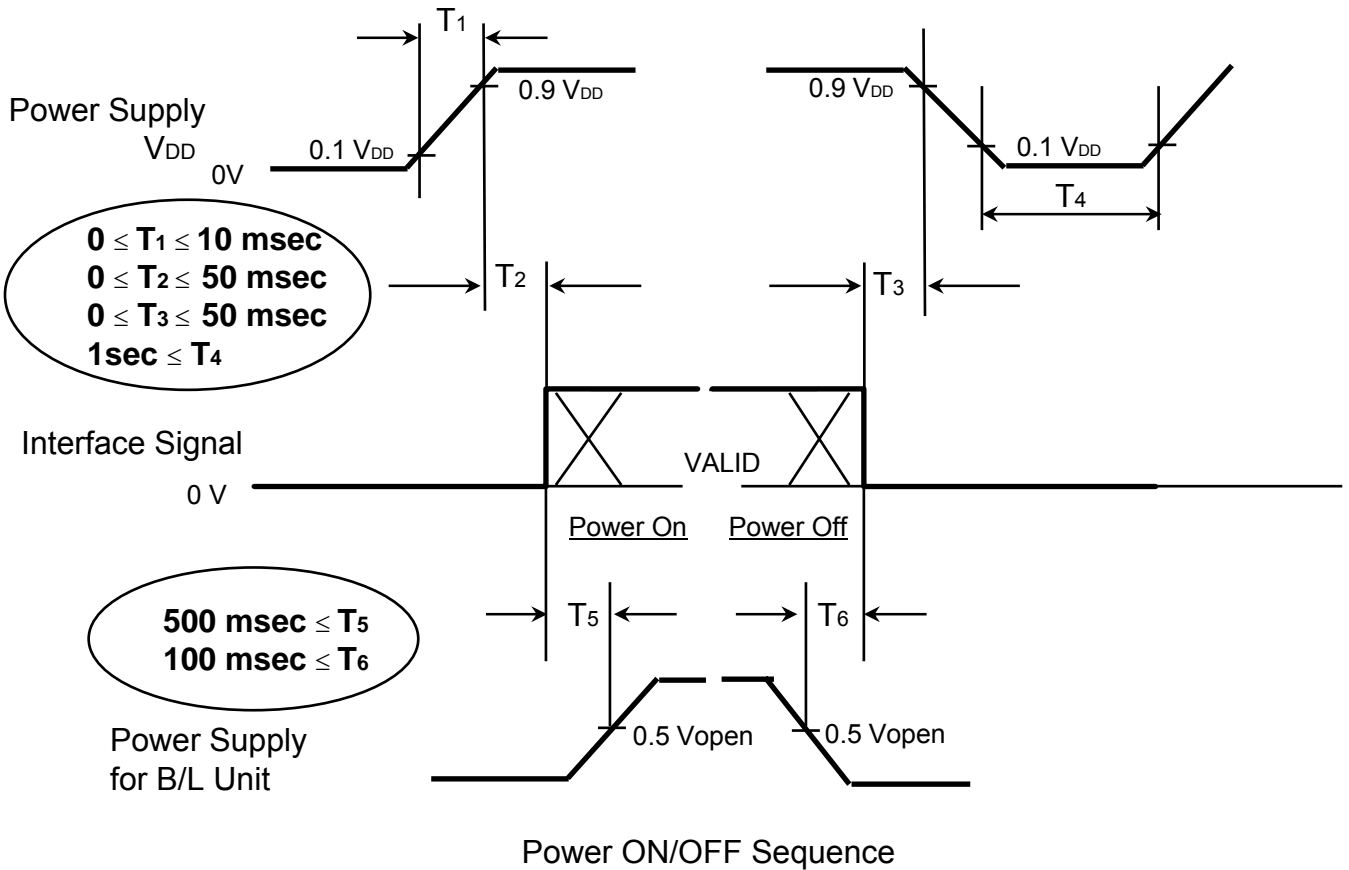 T1
Power Supply
VDD
0V
0.1 VDD
0.9 VDD
0.9 VDD
0.1 VDD
T4
0 ≤ T1 ≤ 10 msec
0 ≤ T2 ≤ 50 msec
0 ≤ T3 ≤ 50 msec
1sec ≤ T4
T2
T3
Interface Signal
0 V
VALID
Power On
Power Off
500 msec ≤ T5
100 msec ≤ T6
T5
T6
Power Supply
for B/L Unit
0.5 Vopen
0.5 Vopen
Power ON/OFF Sequence